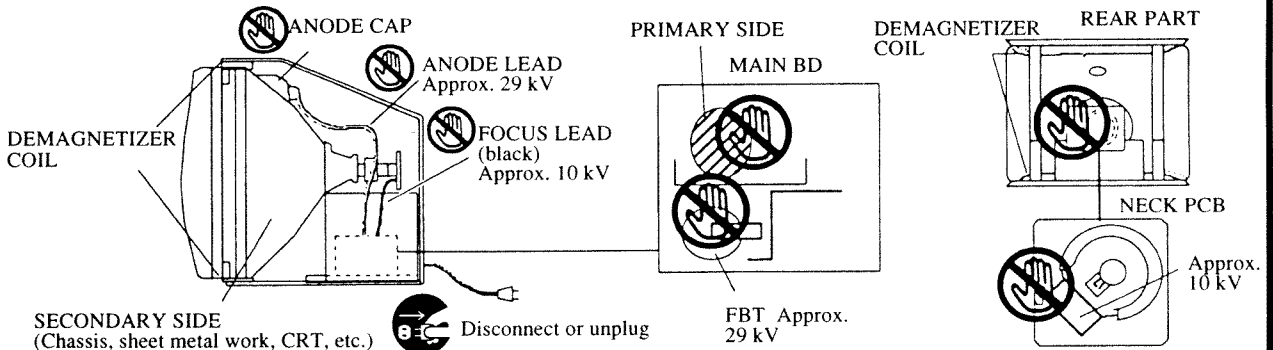 ANODE CAP
ANODE LEAD
Approx. 29 kV
FOCUS LEAD
(black)
Approx. 10 kV
DEMAGNETIZER
COIL
SECONDARY SIDE
(Chassis, sheet metal work, CRT, etc.)
Disconnect or unplug
PRIMARY SIDE
MAIN BD
FBT Approx.
29 kV
DEMAGNETIZER
COIL
REAR PART
NECK PCB
Approx.
10 kV